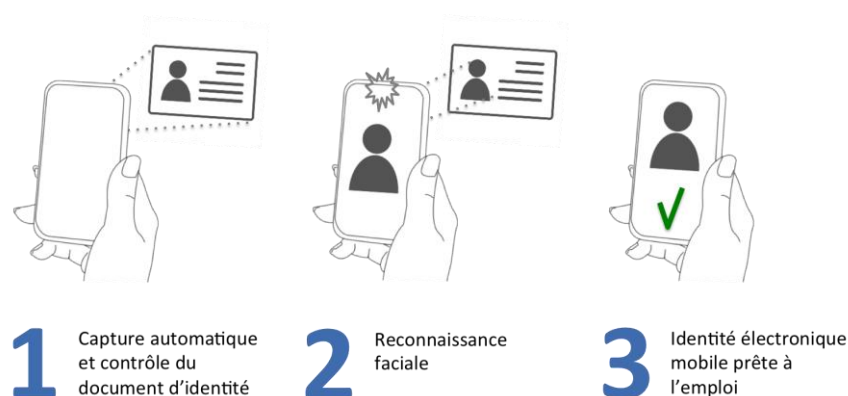 1
Capture automatique
et contrôle du
document d’identité
2
Reconnaissance
faciale
3
Identité électronique
mobile prête à
l’emploi